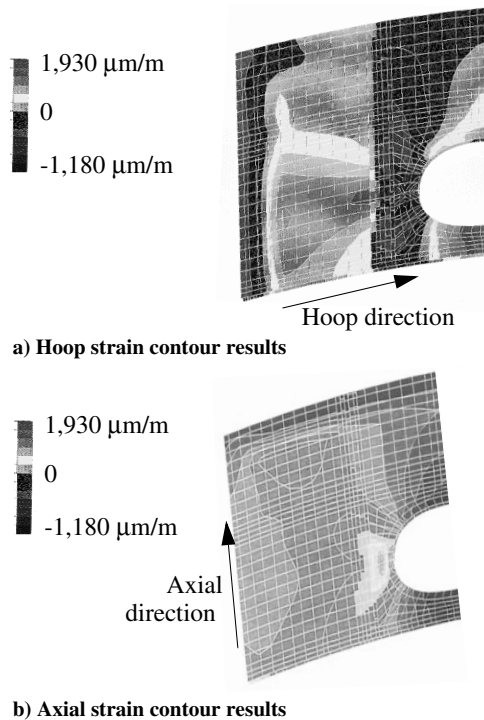 1,930 μm/m
0
-1,180 μm/m
Hoop direction
a) Hoop strain contour results
1,930 μm/m
0
-1,180 μm/m
Axial
direction
b) Axial strain contour results